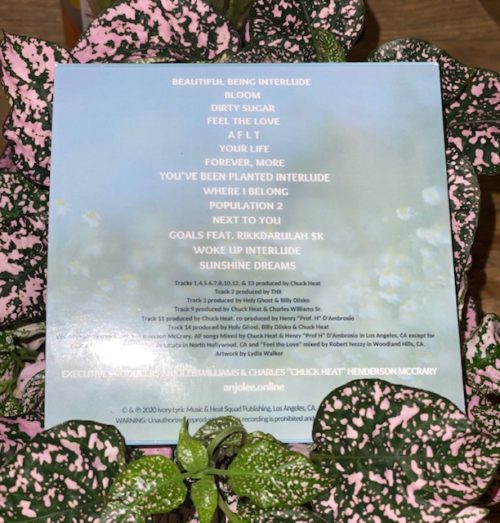 BEAUTIFUL BEING INTERLUDE
BLOOM
DIRTY SUGAR
FEEL THE LOVE
A F L T
YOUR LIFE
FOREVER, MORE
YOU'VE BEEN PLANTED INTERLUDE
WHERE I BELONG
POPULATION 2
NEXT TO YOU
GOALS FEAT. RIKKDARULAH $K
WOKE UP INTERLUDE
SUNSHINE DREAMS
Tracks 1,4,5,6,7,8,10,12, & 13 produced by Chuck Heat
Track 2 produced by THX
Track 3 produced by Holy Ghost & Billy Diisko
Track 9 produced by Chuck Heat & Charles Williams Sr.
Track 11 produced by Chuck Heat, co-produced by Henry "Prof. H" D'Ambrosio
Track 14 produced by Holy Ghost, Billy Diisko & Chuck Heat
McCrary. All songs Mixed by Chuck Heat & Henry "Prof H" D'Ambrosio in Los Angeles, CA except for
in North Hollywood, CA and "Feel the Love" mixed by Robert Ivezzy in Woodland Hills, CA.
Artwork by Lydia Walker
EXECUTIVE WILLIAMS & CHARLES "CHUCK HEAT" HENDERSON MCCRARY
anjolee.online
© & ℗ 2020 Ivory Lyric Music & Heat Squad Publishing, Los Angeles, CA.
WARNING: Unauthorized recording is prohibited and